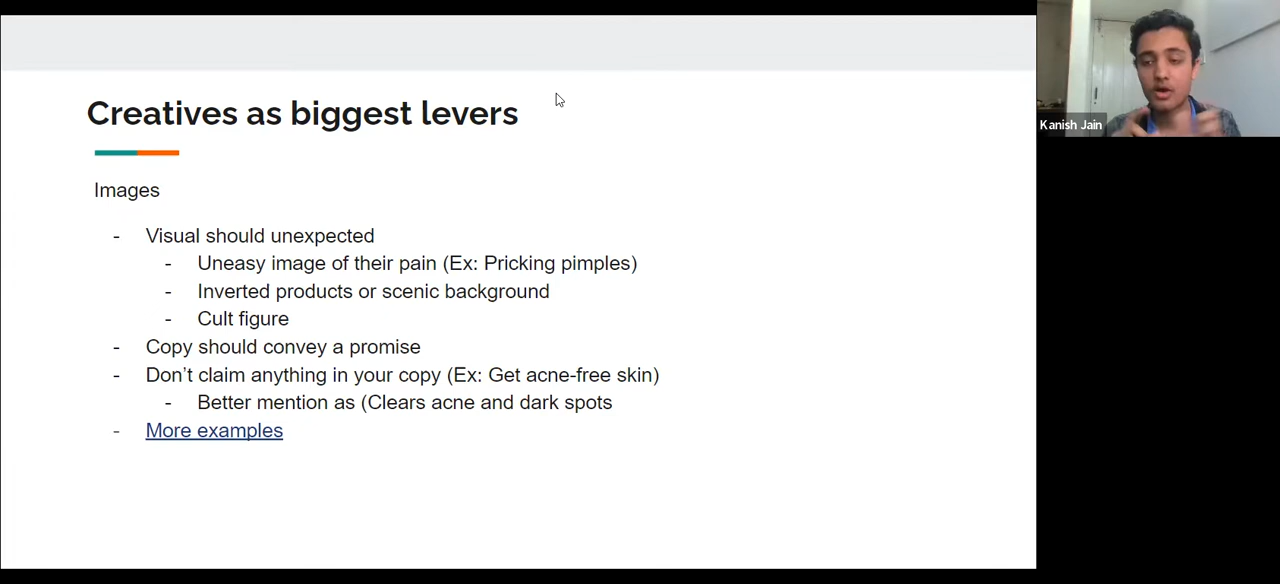 Creatives as biggest levers
Images
- Visual should unexpected
- Uneasy image of their pain (Ex: Pricking pimples)
- Inverted products or scenic background
- Cult figure
- Copy should convey a promise
- Don’t claim anything in your copy (Ex: Get acne-free skin)
- Better mention as (Clears acne and dark spots
- More examples
Kanish Jain